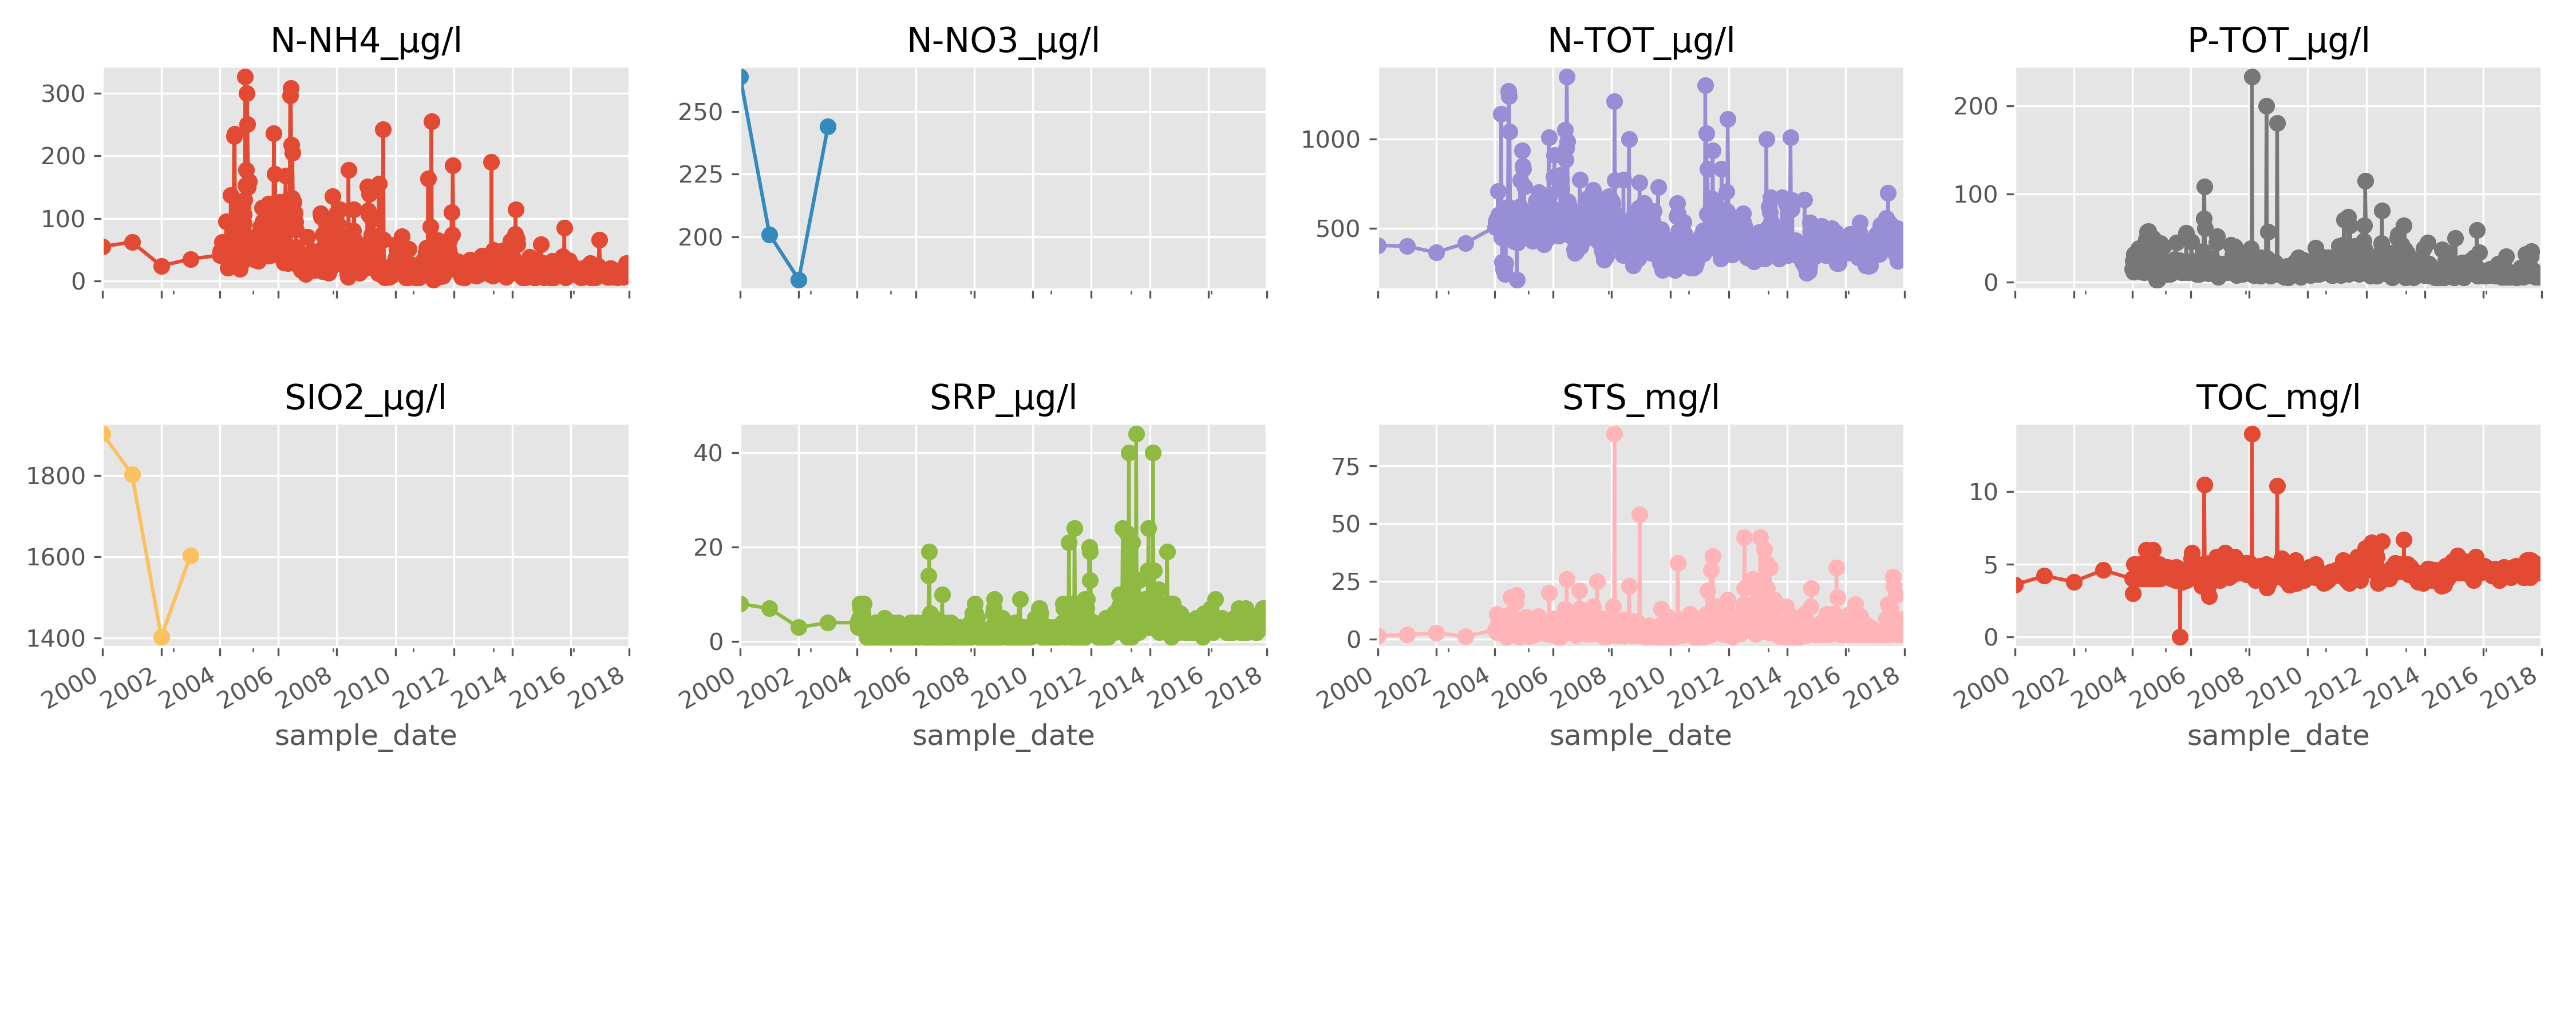 N-NH4_µg/l N-NO3_µg/l N-TOT_µg/l P-TOT_µg/l
300 250 1000 200
200 225 500 100
100 200 0
0
SIO2_µg/l SRP_µg/l STS_mg/l TOC_mg/l
1800 40 75 10
1600 20 50 5
1400 0 25 0
0
2000 2002 2004 2006 2008 2010 2012 2014 2016 2018 2000 2002 2004 2006 2008 2010 2012 2014 2016 2018 2000 2002 2004 2006 2008 2010 2012 2014 2016 2018 2000 2002 2004 2006 2008 2010 2012 2014 2016 2018
sample_date sample_date sample_date sample_date